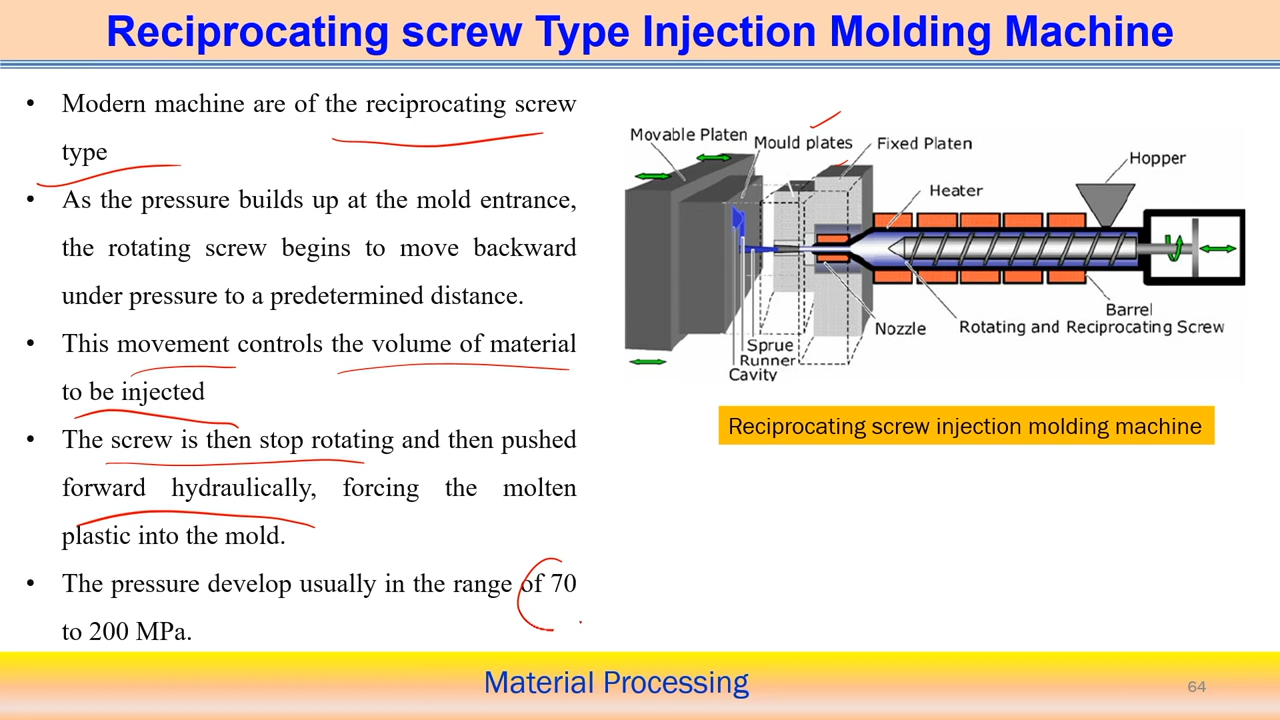 Reciprocating screw Type Injection Molding Machine
• Modern machine are of the reciprocating screw
type
• As the pressure builds up at the mold entrance,
the rotating screw begins to move backward
under pressure to a predetermined distance.
• This movement controls the volume of material
to be injected
• The screw is then stop rotating and then pushed
forward hydraulically, forcing the molten
plastic into the mold.
• The pressure develop usually in the range of 70
to 200 MPa.
Movable Platen
Mould plates
Fixed Platen
Hopper
Heater
Barrel
Nozzle
Rotating and Reciprocating Screw
Sprue
Runner
Cavity
Reciprocating screw injection molding machine
Material Processing
64